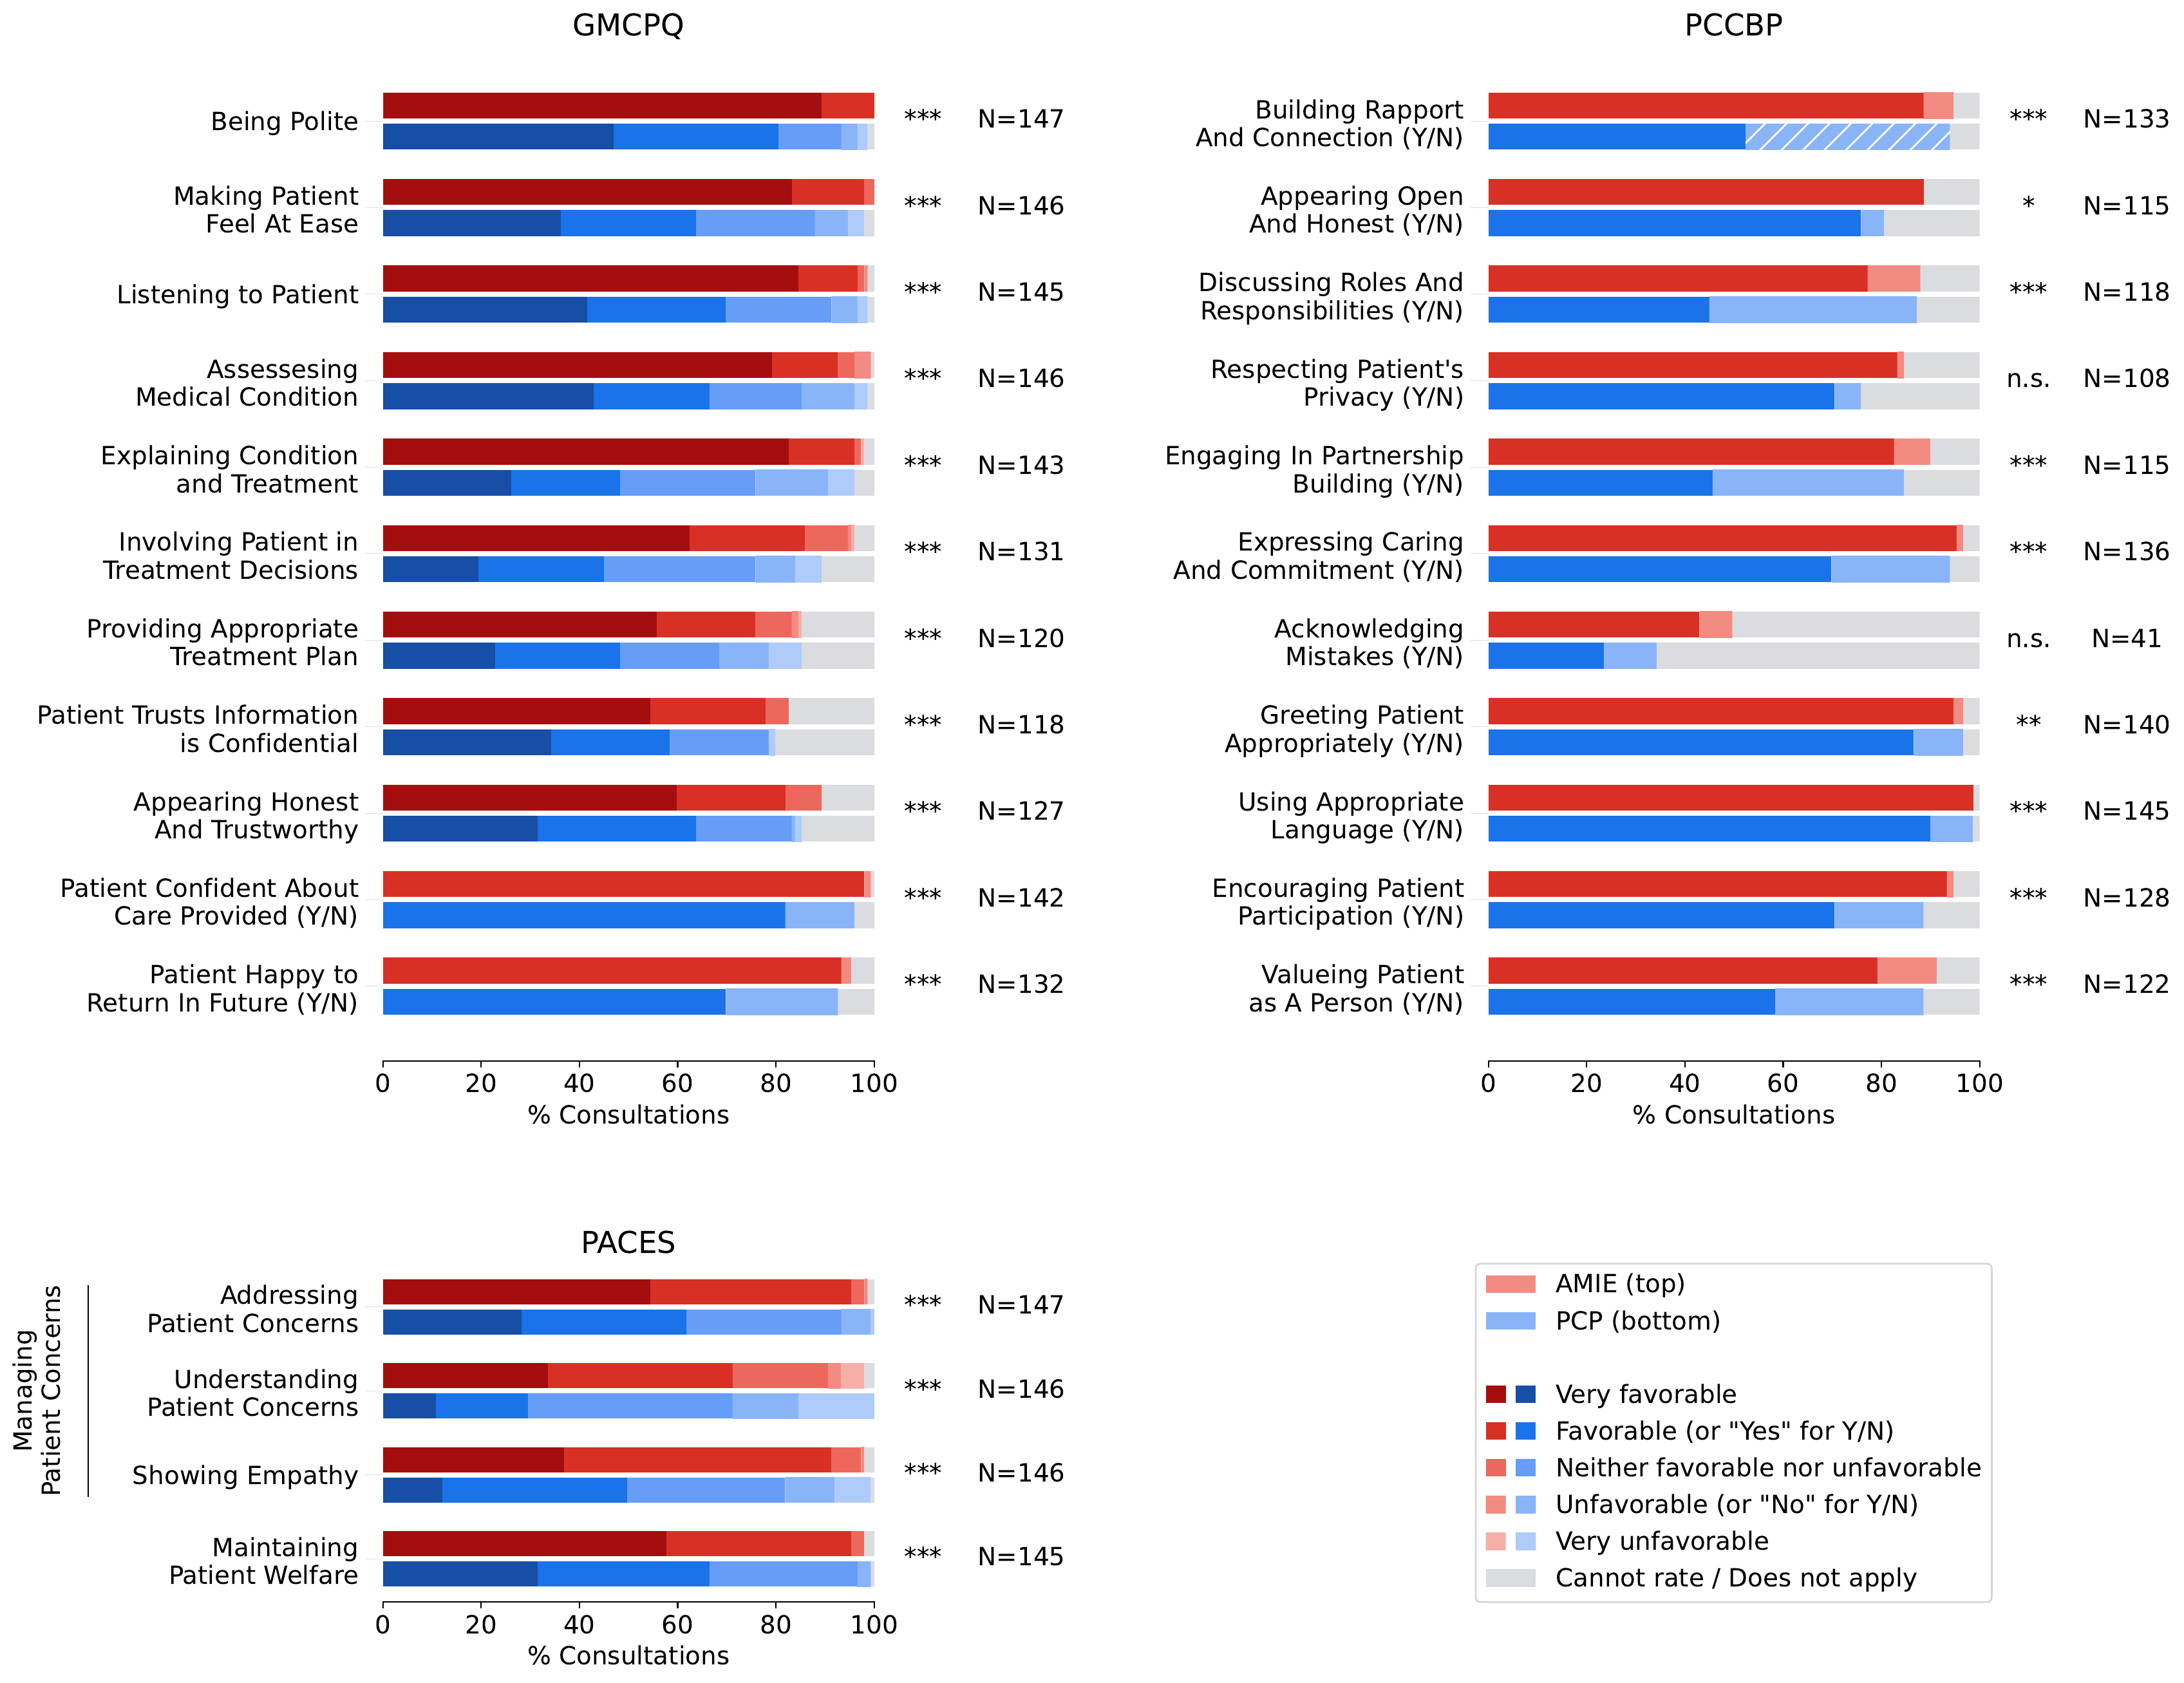 GMCPQ
Being Polite
*** N=147
Making Patient
Feel At Ease
*** N=146
Listening to Patient
*** N=145
Assessesing
Medical Condition
*** N=146
Explaining Condition
and Treatment
*** N=143
Involving Patient in
Treatment Decisions
*** N=131
Providing Appropriate
Treatment Plan
*** N=120
Patient Trusts Information
is Confidential
*** N=118
Appearing Honest
And Trustworthy
*** N=127
Patient Confident About
Care Provided (Y/N)
*** N=142
Patient Happy to
Return In Future (Y/N)
*** N=132
0 20 40 60 80 100
% Consultations
PCCBP
Building Rapport
And Connection (Y/N)
*** N=133
Appearing Open
And Honest (Y/N)
* N=115
Discussing Roles And
Responsibilities (Y/N)
*** N=118
Respecting Patient's
Privacy (Y/N)
n.s. N=108
Engaging In Partnership
Building (Y/N)
*** N=115
Expressing Caring
And Commitment (Y/N)
*** N=136
Acknowledging
Mistakes (Y/N)
n.s. N=41
Greeting Patient
Appropriately (Y/N)
** N=140
Using Appropriate
Language (Y/N)
*** N=145
Encouraging Patient
Participation (Y/N)
*** N=128
Valueing Patient
as A Person (Y/N)
*** N=122
0 20 40 60 80 100
% Consultations
PACES
Managing
Patient Concerns
Addressing
Patient Concerns
*** N=147
Understanding
Patient Concerns
*** N=146
Showing Empathy
*** N=146
Maintaining
Patient Welfare
*** N=145
0 20 40 60 80 100
% Consultations
AMIE (top)
PCP (bottom)
Very favorable
Favorable (or "Yes" for Y/N)
Neither favorable nor unfavorable
Unfavorable (or "No" for Y/N)
Very unfavorable
Cannot rate / Does not apply